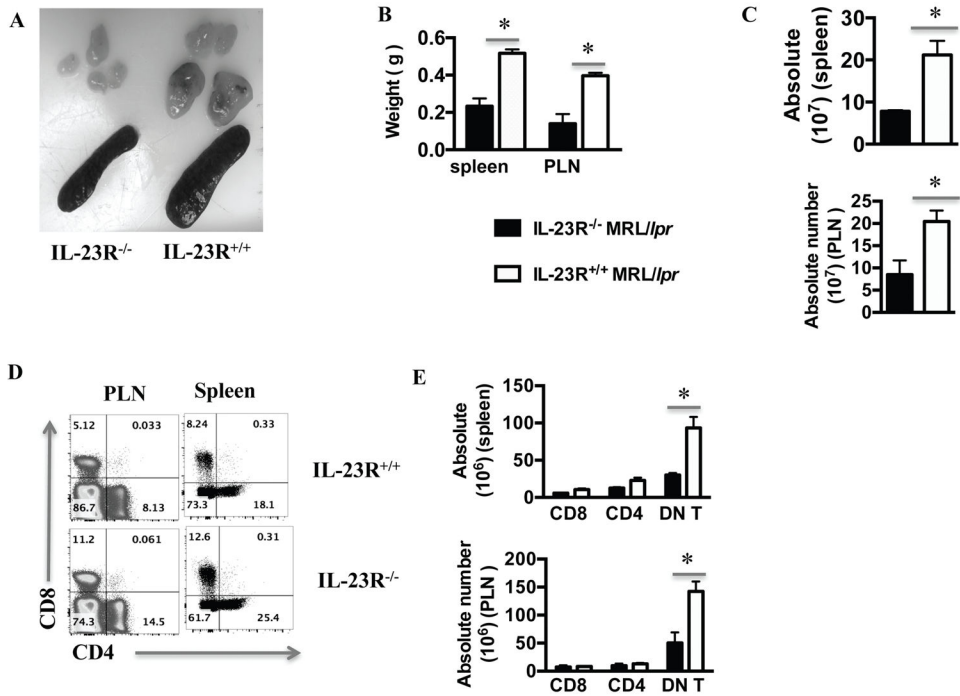 A
IL-23R-/-
IL-23R+/+
B
Weight ( g )
0.6
0.4
0.2
0.0
*
*
spleen
PLN
IL-23R-/- MRL/lpr
IL-23R+/+ MRL/lpr
C
Absolute
(10⁷) (spleen)
30
20
10
0
*
Absolute number
(10⁷) (PLN )
25
20
15
10
5
0
*
D
PLN
Spleen
5.12
0.033
86.7
8.13
8.24
0.33
73.3
18.1
IL-23R+/+
11.2
0.061
74.3
14.5
12.6
0.31
61.7
25.4
IL-23R-/-
CD8
CD4
E
Absolute
(10⁶) (spleen)
150
100
50
0
*
CD8
CD4
DN T
Absolute number
(10⁶) (PLN)
200
150
100
50
0
*
CD8
CD4
DN T